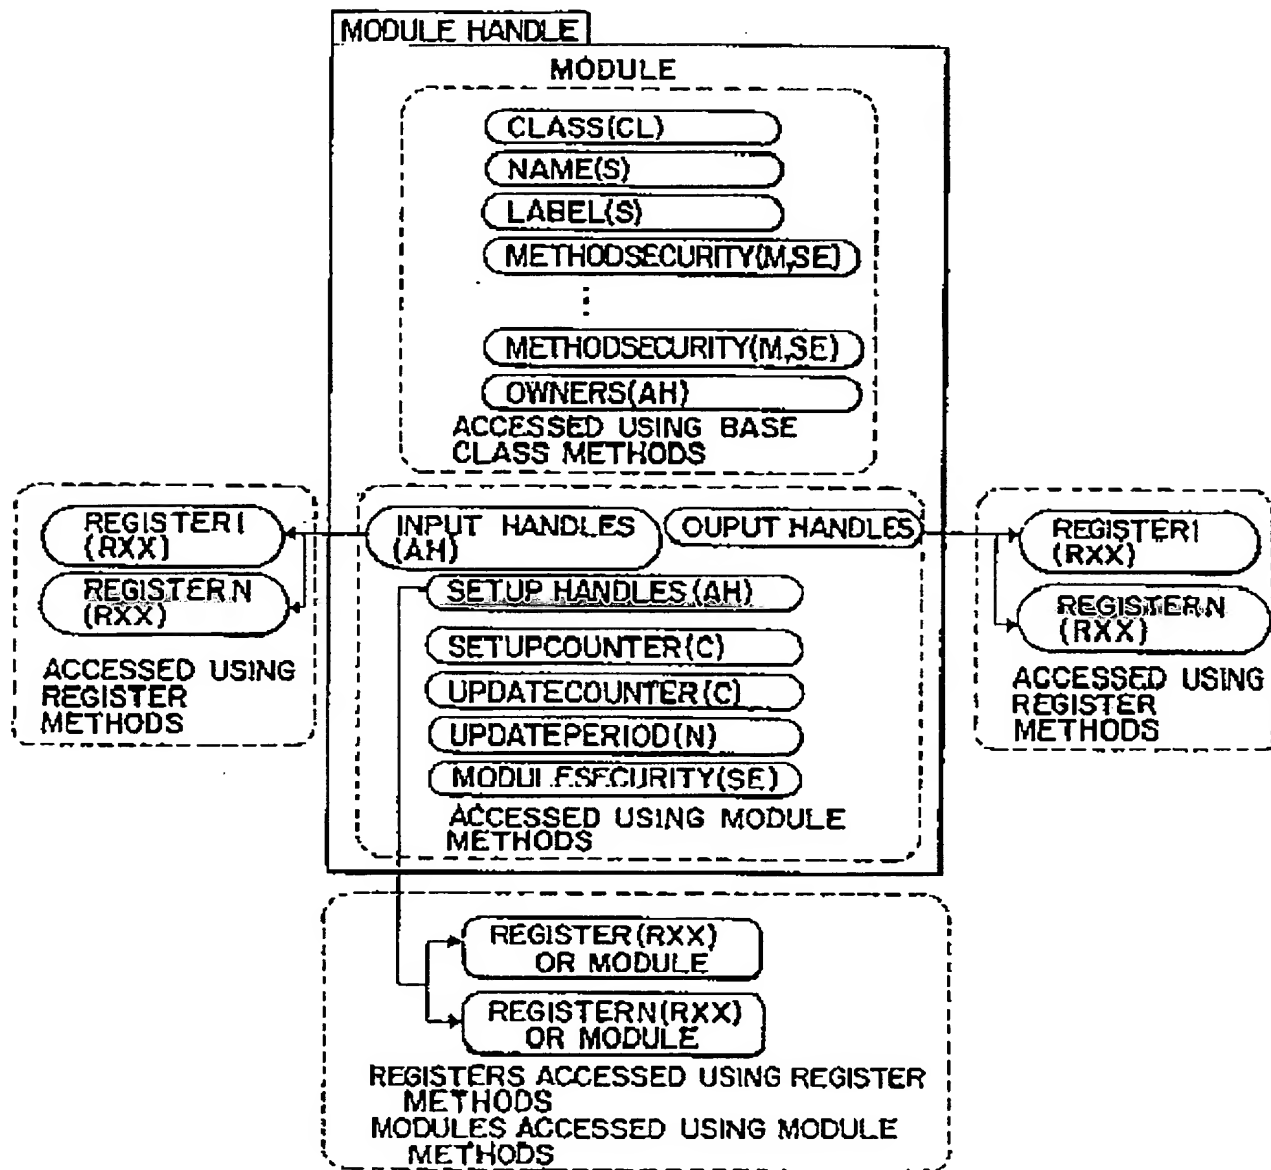 MODULE HANDLE
MODULE
CLASS(CL)
NAME(S)
LABEL(S)
METHODSECURITY(M,SE)
METHODSECURITY(M,SE)
OWNERS(AH)
ACCESSED USING BASE
CLASS METHODS
REGISTER1
(RXX)
REGISTERN
(RXX)
ACCESSED USING
REGISTER
METHODS
INPUT HANDLES
(AH)
OUPUT HANDLES
SETUP HANDLES(AH)
SETUPCOUNTER(C)
UPDATECOUNTER(C)
UPDATEPERIOD(N)
MODULESECURITY(SE)
ACCESSED USING MODULE
METHODS
REGISTER1
(RXX)
REGISTERN
(RXX)
ACCESSED USING
REGISTER
METHODS
REGISTER(RXX)
OR MODULE
REGISTERN(RXX)
OR MODULE
REGISTERS ACCESSED USING REGISTER
METHODS
MODULES ACCESSED USING MODULE
METHODS